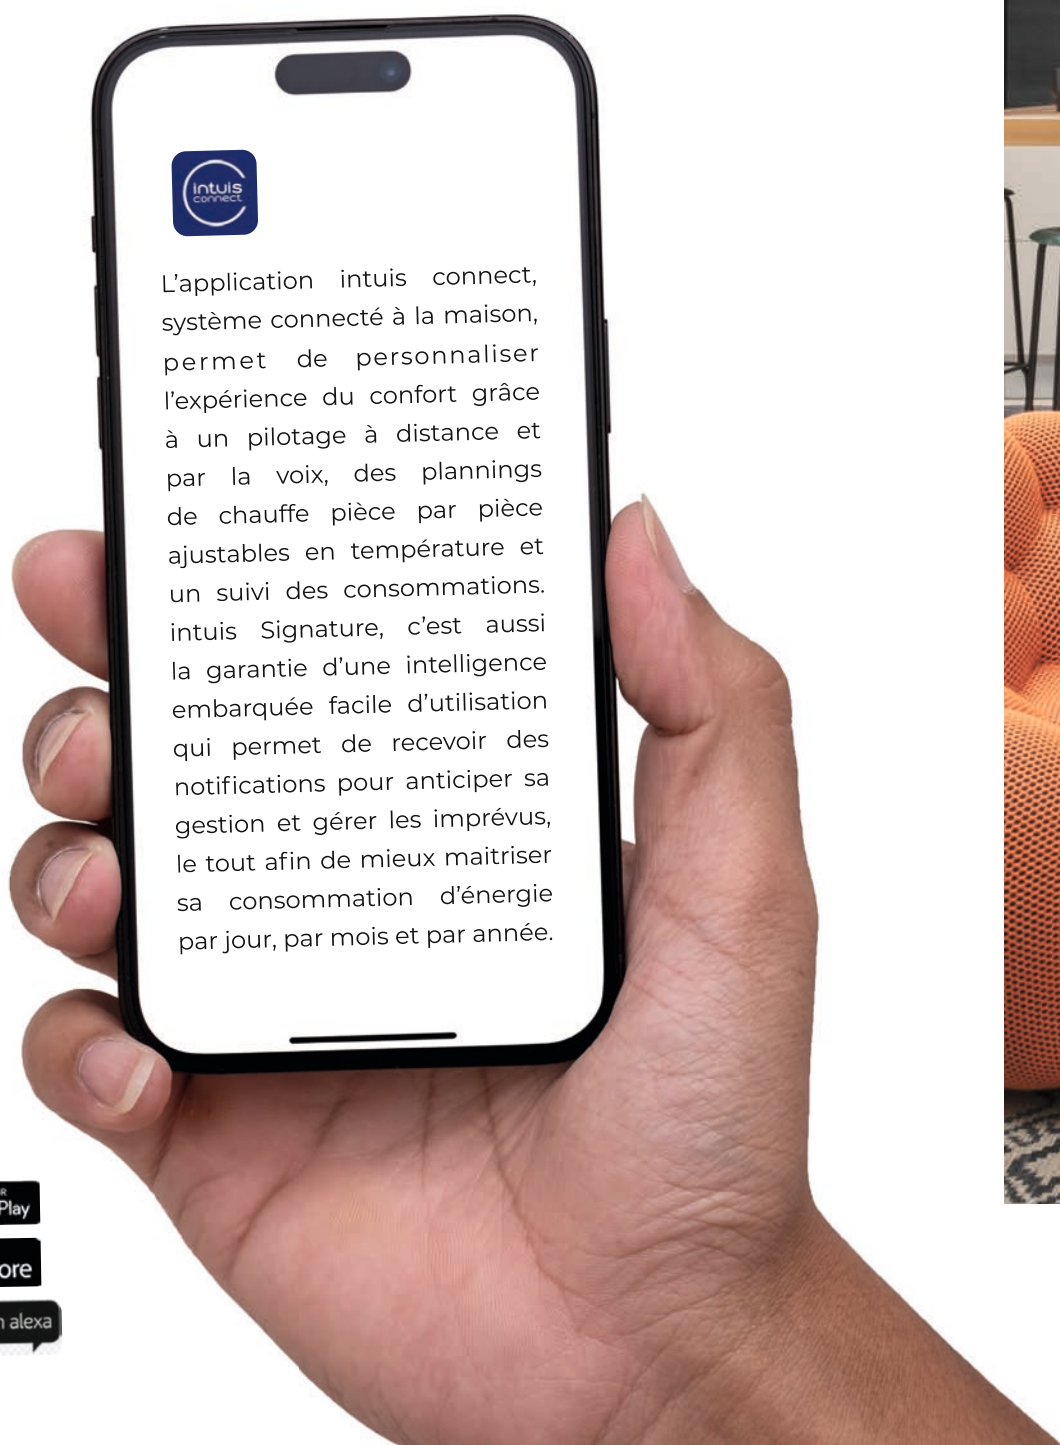 intuis
connect
L’application intuis connect,
système connecté à la maison,
permet de personnaliser
l’expérience du confort grâce
à un pilotage à distance et
par la voix, des plannings
de chauffe pièce par pièce
ajustables en température et
un suivi des consommations.
intuis Signature, c’est aussi
la garantie d’une intelligence
embarquée facile d’utilisation
qui permet de recevoir des
notifications pour anticiper sa
gestion et gérer les imprévus,
le tout afin de mieux maitriser
sa consommation d’énergie
par jour, par mois et par année.
Play
alexa